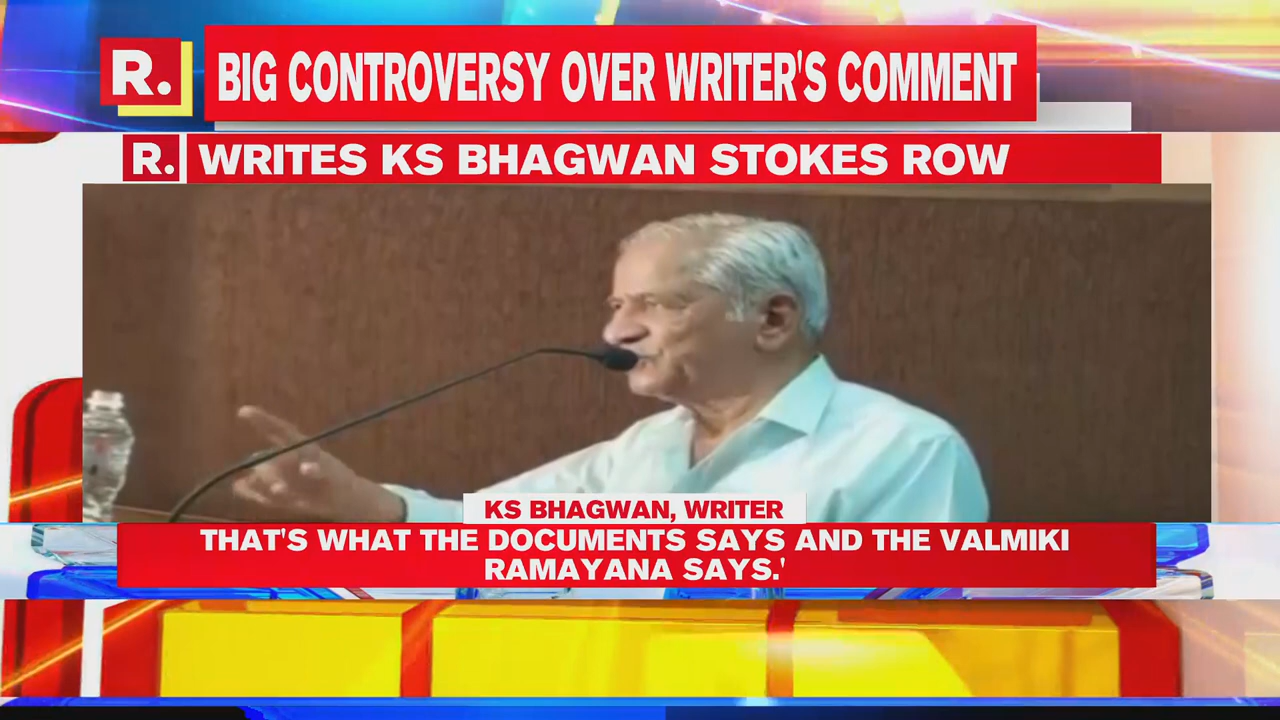 R. BIG CONTROVERSY OVER WRITER'S COMMENT
R. WRITES KS BHAGWAN STOKES ROW
KS BHAGWAN, WRITER
THAT'S WHAT THE DOCUMENTS SAYS AND THE VALMIKI
RAMAYANA SAYS.'